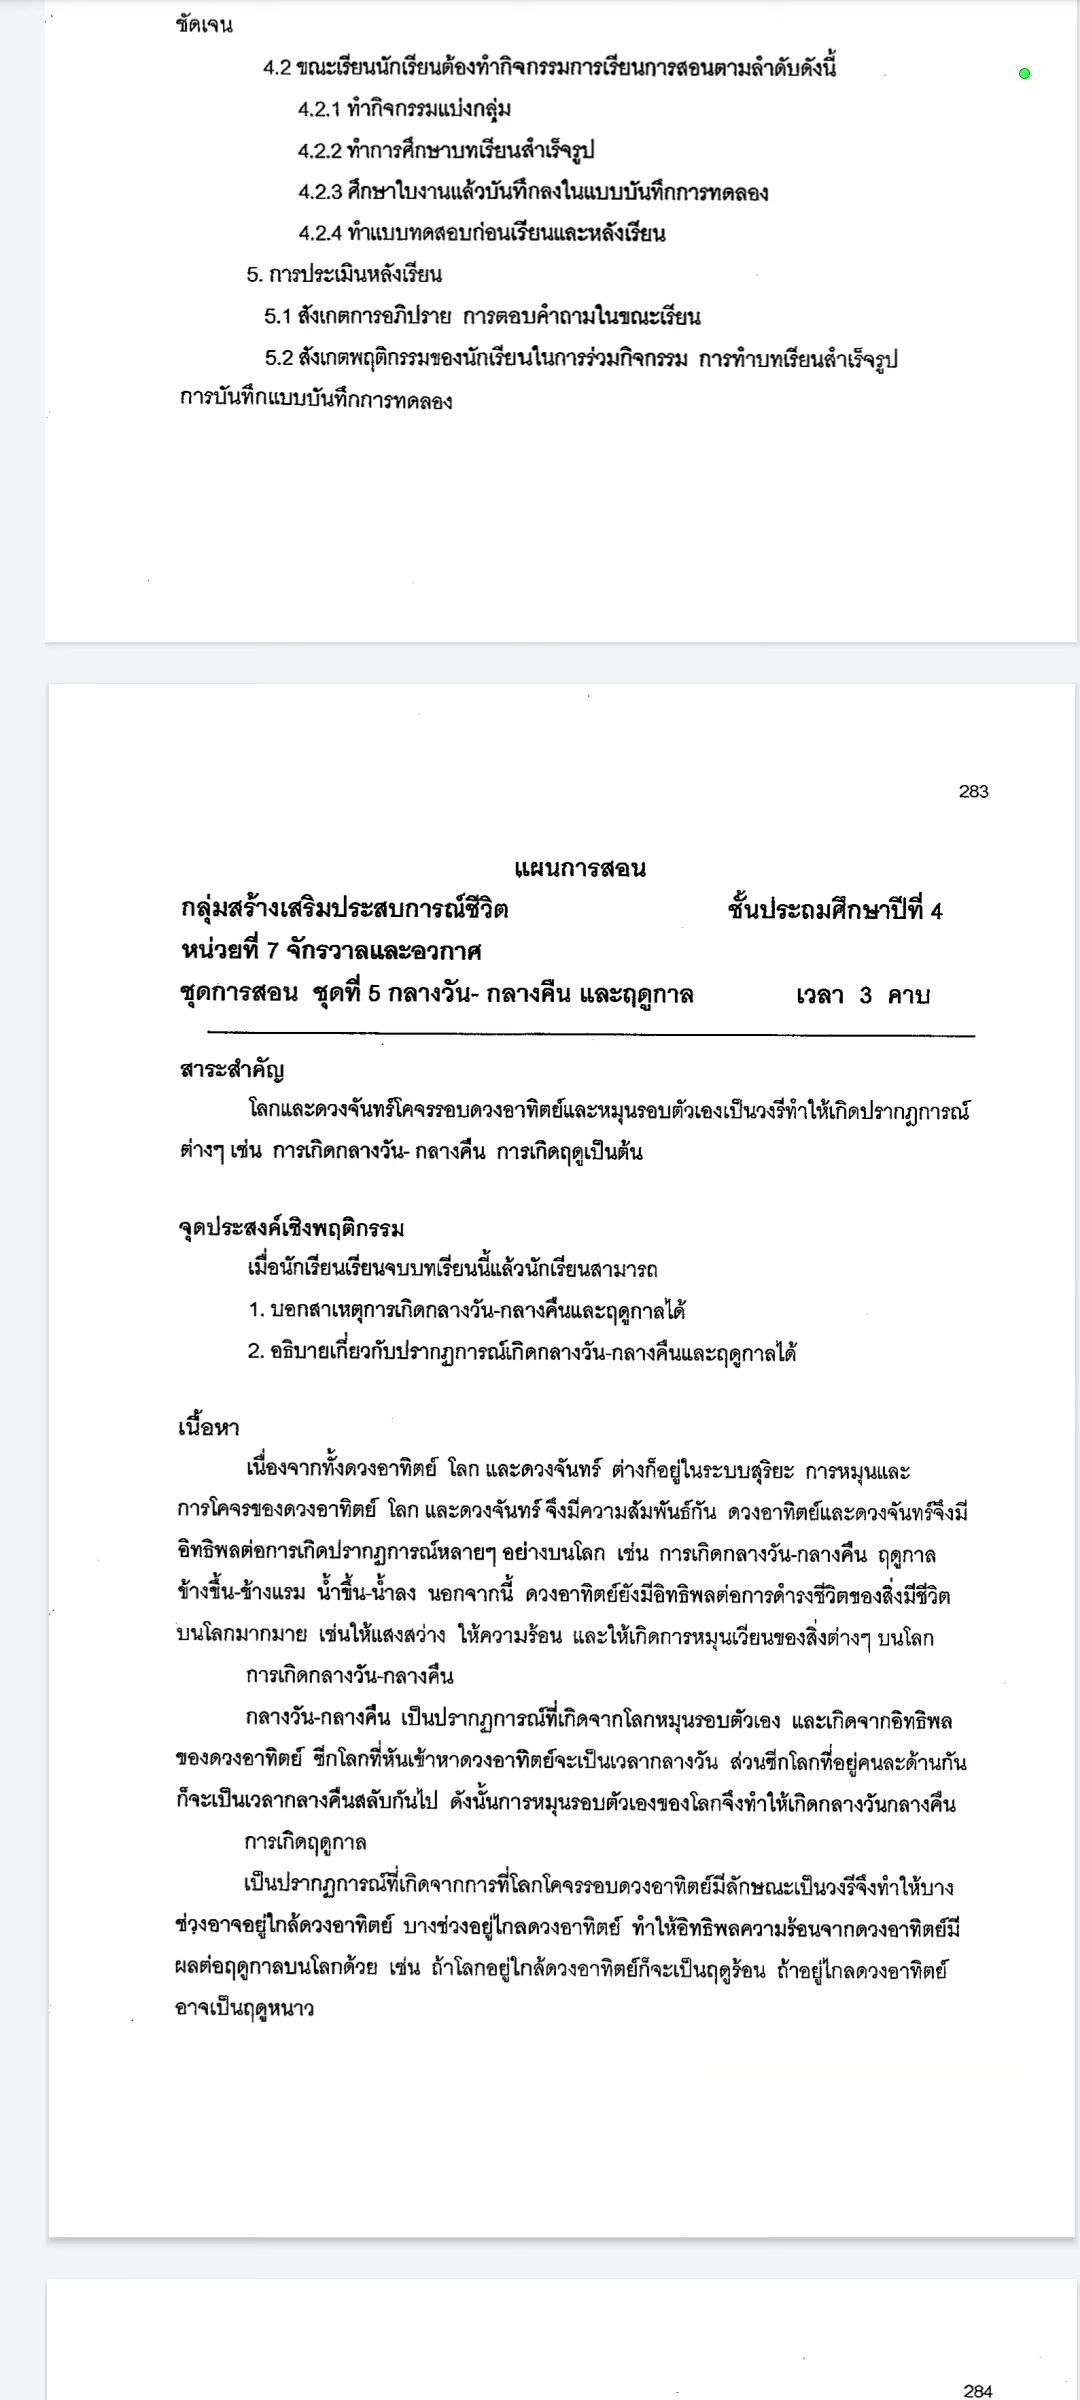 ชัดเจน
4.2 ขณะเรียนนักเรียนต้องทำกิจกรรมการเรียนการสอนตามลำดับดังนี้
4.2.1 ทำกิจกรรมแบ่งกลุ่ม
4.2.2 ทำการศึกษาบทเรียนสำเร็จรูป
4.2.3 ศึกษาใบงานแล้วบันทึกลงในแบบบันทึกการทดลอง
4.2.4 ทำแบบทดสอบก่อนเรียนและหลังเรียน
5. การประเมินหลังเรียน
5.1 สังเกตการอภิปราย การตอบคำถามในขณะเรียน
5.2 สังเกตพฤติกรรมของนักเรียนในการร่วมกิจกรรม การทำบทเรียนสำเร็จรูป
การบันทึกแบบบันทึกการทดลอง
283
แผนการสอน
กลุ่มสร้างเสริมประสบการณ์ชีวิต ชั้นประถมศึกษาปีที่ 4
หน่วยที่ 7 จักรวาลและอวกาศ
ชุดการสอน ชุดที่ 5 กลางวัน- กลางคืน และฤดูกาล เวลา 3 คาบ
สาระสำคัญ
โลกและดวงจันทร์โคจรรอบดวงอาทิตย์และหมุนรอบตัวเองเป็นวงรีทำให้เกิดปรากฏการณ์
ต่างๆ เช่น การเกิดกลางวัน- กลางคืน การเกิดฤดูเป็นต้น
จุดประสงค์เชิงพฤติกรรม
เมื่อนักเรียนเรียนจบบทเรียนนี้แล้วนักเรียนสามารถ
1. บอกสาเหตุการเกิดกลางวัน-กลางคืนและฤดูกาลได้
2. อธิบายเกี่ยวกับปรากฏการณ์เกิดกลางวัน-กลางคืนและฤดูกาลได้
เนื้อหา
เนื่องจากทั้งดวงอาทิตย์ โลก และดวงจันทร์ ต่างก็อยู่ในระบบสุริยะ การหมุนและ
การโคจรของดวงอาทิตย์ โลก และดวงจันทร์ จึงมีความสัมพันธ์กัน ดวงอาทิตย์และดวงจันทร์จึงมี
อิทธิพลต่อการเกิดปรากฏการณ์หลายๆ อย่างบนโลก เช่น การเกิดกลางวัน-กลางคืน ฤดูกาล
ข้างขึ้น-ข้างแรม น้ำขึ้น-น้ำลง นอกจากนี้ ดวงอาทิตย์ยังมีอิทธิพลต่อการดำรงชีวิตของสิ่งมีชีวิต
บนโลกมากมาย เช่นให้แสงสว่าง ให้ความร้อน และให้เกิดการหมุนเวียนของสิ่งต่างๆ บนโลก
การเกิดกลางวัน-กลางคืน
กลางวัน-กลางคืน เป็นปรากฏการณ์ที่เกิดจากโลกหมุนรอบตัวเอง และเกิดจากอิทธิพล
ของดวงอาทิตย์ ซีกโลกที่หันเข้าหาดวงอาทิตย์จะเป็นเวลากลางวัน ส่วนซีกโลกที่อยู่คนละด้านกัน
ก็จะเป็นเวลากลางคืนสลับกันไป ดังนั้นการหมุนรอบตัวเองของโลกจึงทำให้เกิดกลางวันกลางคืน
การเกิดฤดูกาล
เป็นปรากฏการณ์ที่เกิดจากการที่โลกโคจรรอบดวงอาทิตย์มีลักษณะเป็นวงรีจึงทำให้บาง
ช่วงอาจอยู่ใกล้ดวงอาทิตย์ บางช่วงอยู่ไกลดวงอาทิตย์ ทำให้อิทธิพลความร้อนจากดวงอาทิตย์มี
ผลต่อฤดูกาลบนโลกด้วย เช่น ถ้าโลกอยู่ใกล้ดวงอาทิตย์ก็จะเป็นฤดูร้อน ถ้าอยู่ไกลดวงอาทิตย์
อาจเป็นฤดูหนาว
284